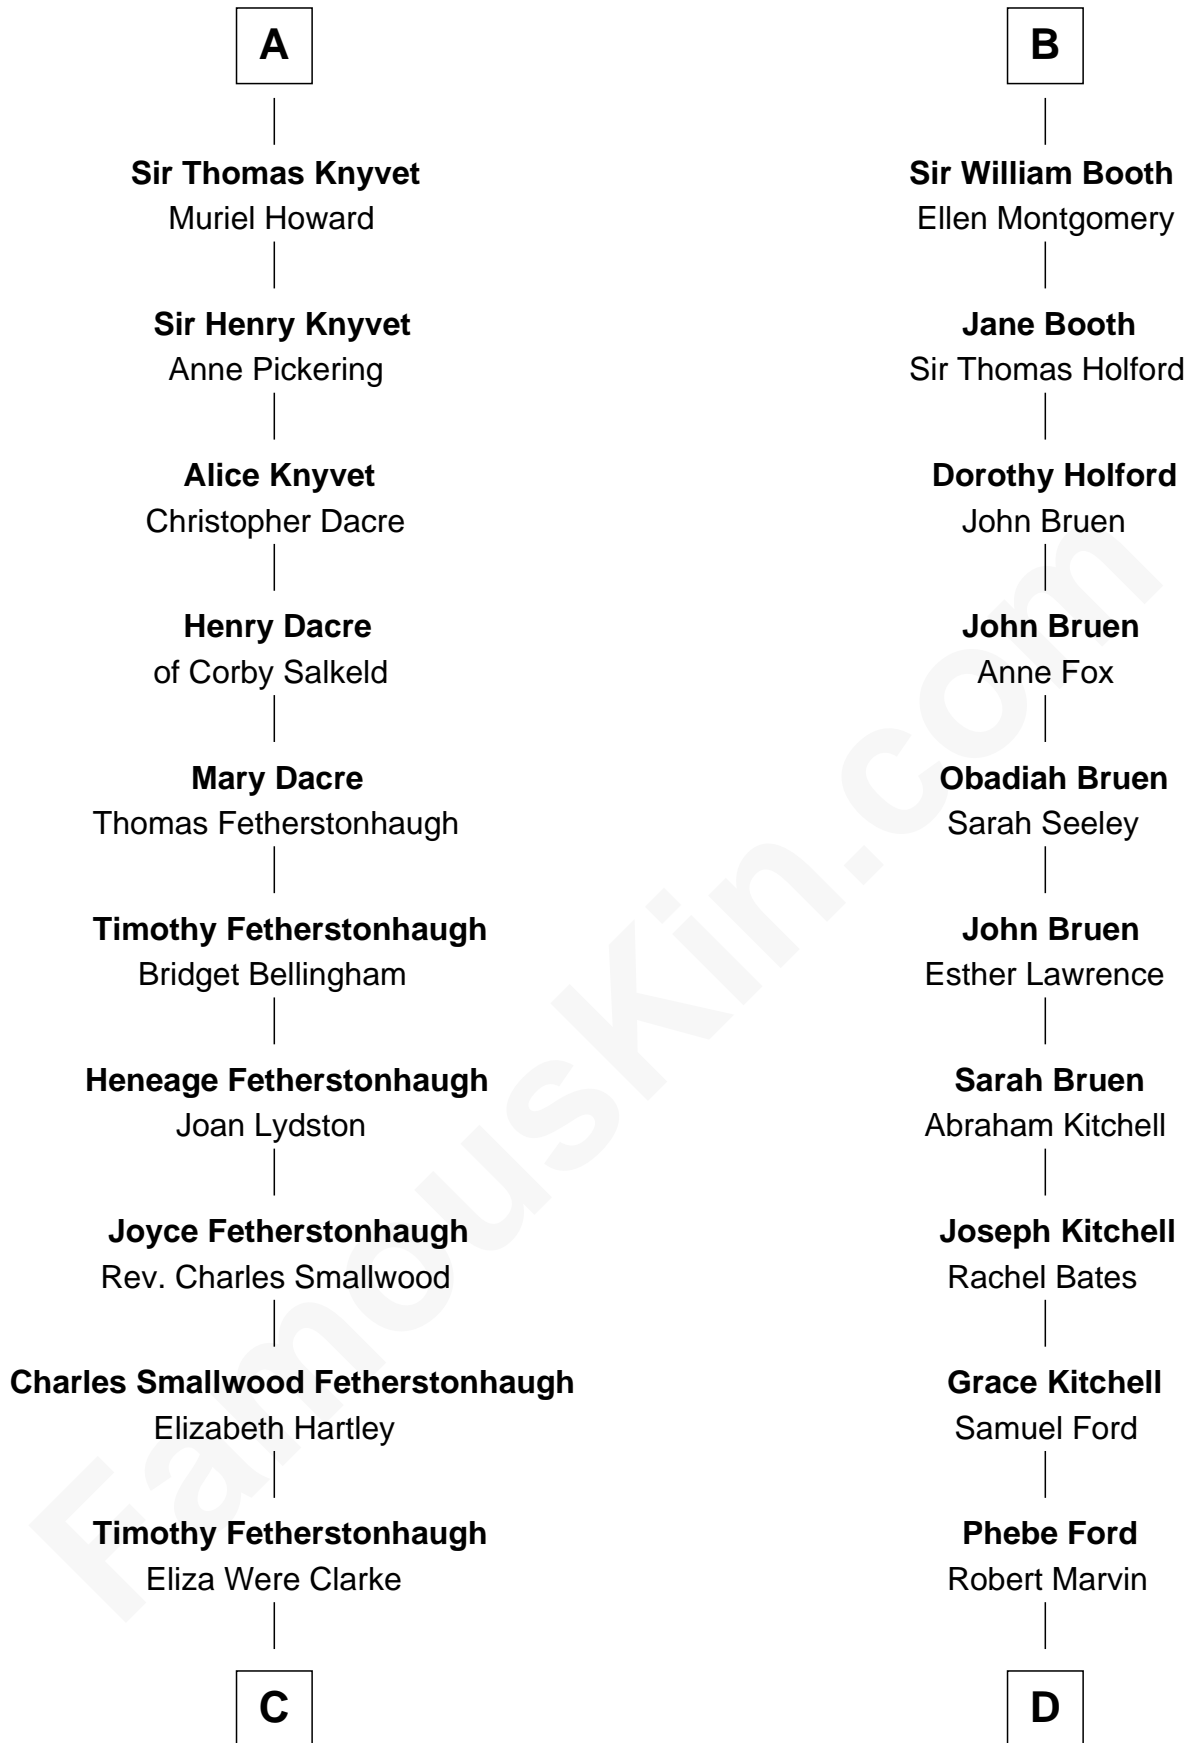 A
Sir Thomas Knyvet
Muriel Howard
Sir Henry Knyvet
Anne Pickering
Alice Knyvet
Christopher Dacre
Henry Dacre
of Corby Salkeld
Mary Dacre
Thomas Fetherstonhaugh
Timothy Fetherstonhaugh
Bridget Bellingham
Heneage Fetherstonhaugh
Joan Lydston
Joyce Fetherstonhaugh
Rev. Charles Smallwood
Charles Smallwood Fetherstonhaugh
Elizabeth Hartley
Timothy Fetherstonhaugh
Eliza Were Clarke
C
B
Sir William Booth
Ellen Montgomery
Jane Booth
Sir Thomas Holford
Dorothy Holford
John Bruen
John Bruen
Anne Fox
Obadiah Bruen
Sarah Seeley
John Bruen
Esther Lawrence
Sarah Bruen
Abraham Kitchell
Joseph Kitchell
Rachel Bates
Grace Kitchell
Samuel Ford
Phebe Ford
Robert Marvin
D
FamousKin.com